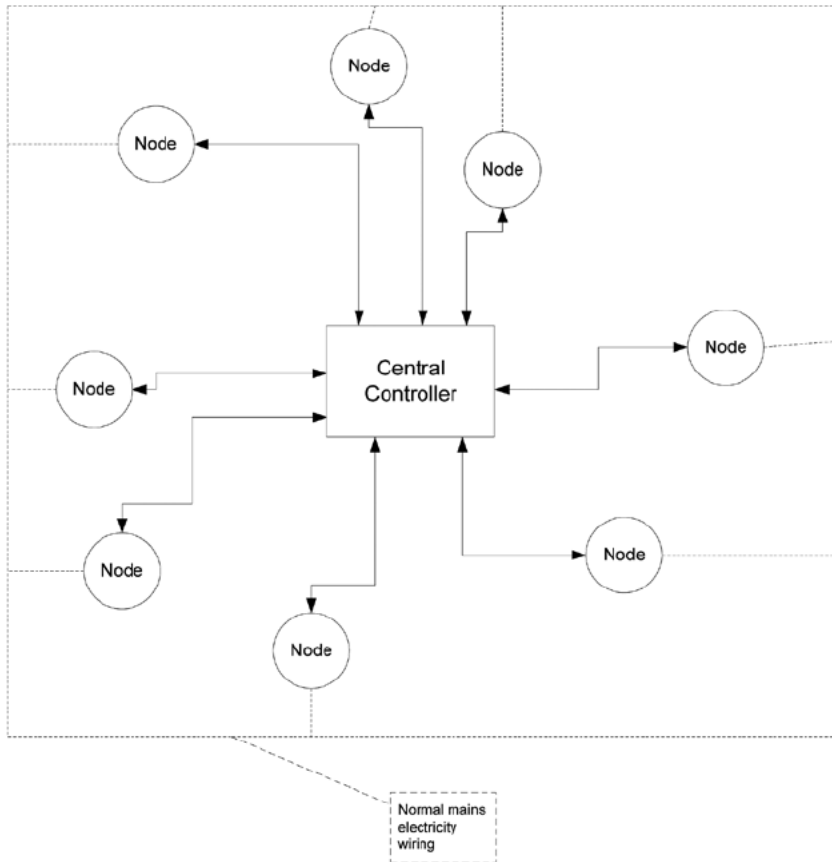 Node
Node
Node
Node
Central
Controller
Node
Node
Node
Node
Node
Normal mains
electricity
wiring